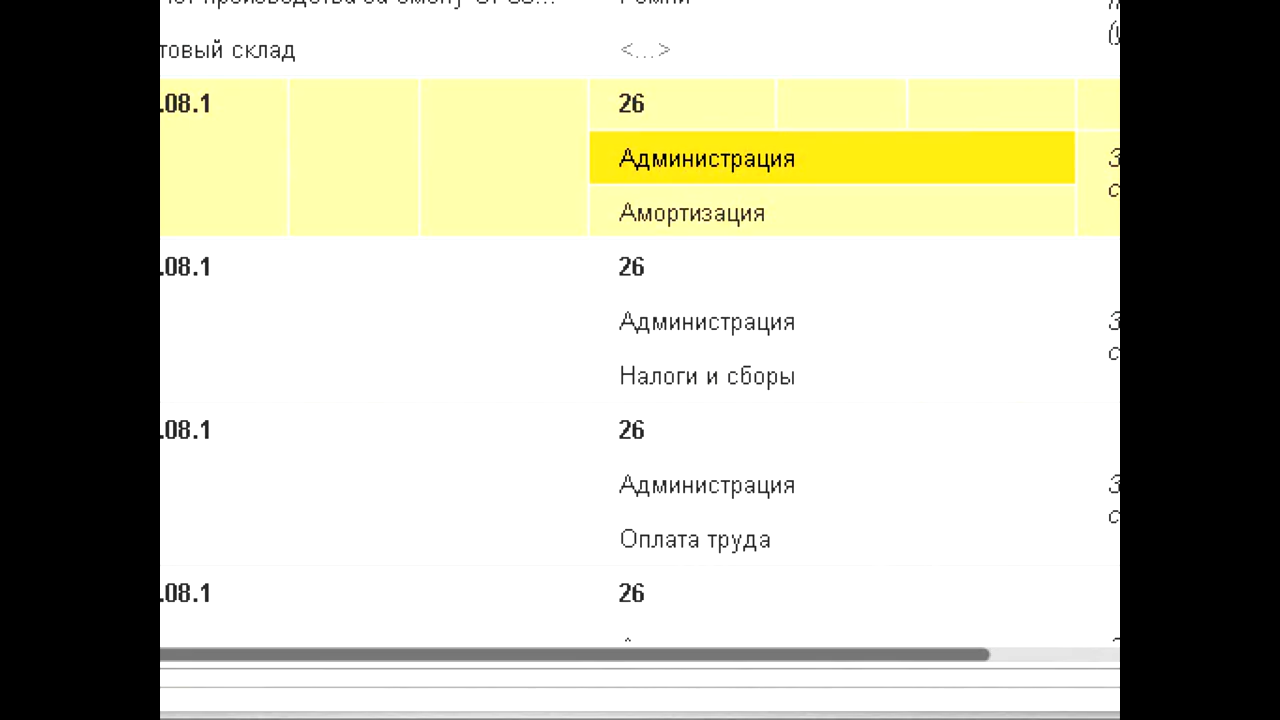 товый склад <...>
.08.1 26
Администрация
Амортизация
.08.1 26
Администрация
Налоги и сборы
.08.1 26
Администрация
Оплата труда
.08.1 26